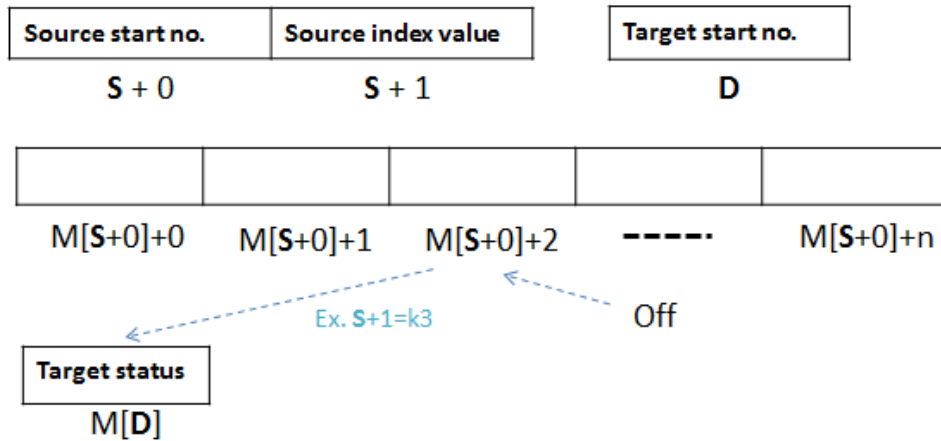 Source start no. Source index value Target start no.
S + 0 S + 1 D
M[S+0]+0 M[S+0]+1 M[S+0]+2 ----- M[S+0]+n
Ex. S+1=k3 Off
Target status
M[D]